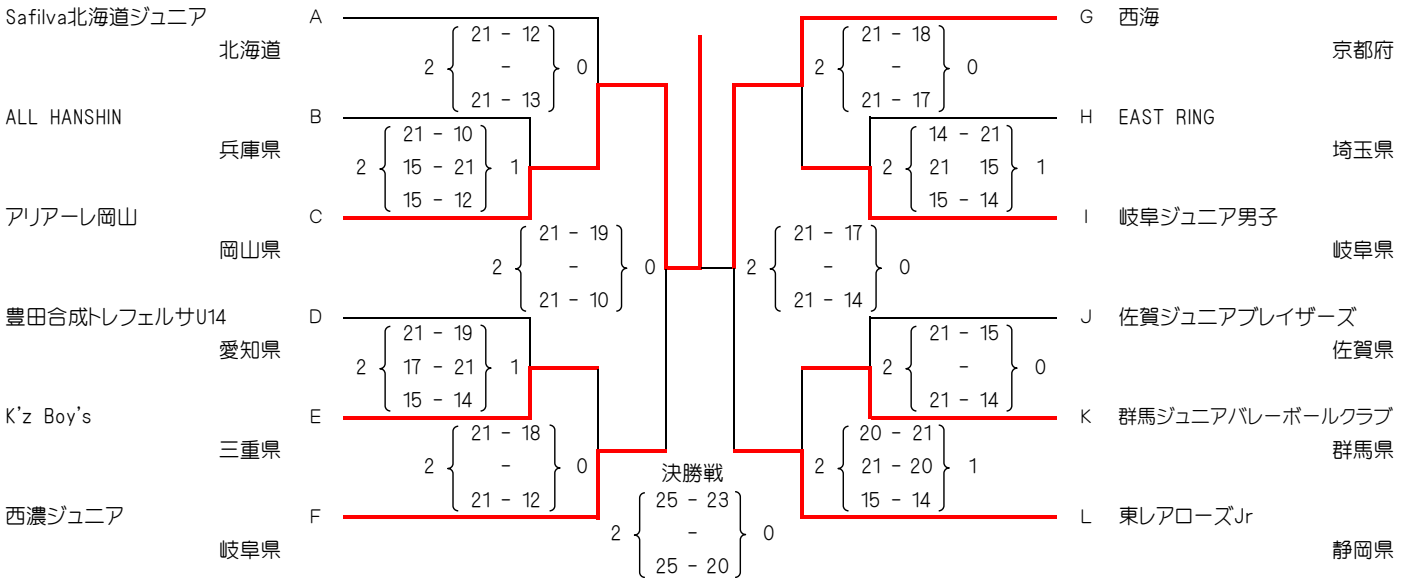 Safilva北海道ジュニア A
北海道
21 - 12
2 - 0
21 - 13
ALL HANSHIN B
兵庫県
21 - 10
2 15 - 21 1
15 - 12
アリアーレ岡山 C
岡山県
21 - 19
2 - 0
21 - 10
豊田合成トレフェルサU14 D
愛知県
21 - 19
2 17 - 21 1
15 - 14
K'z Boy's E
三重県
21 - 18
2 - 0
21 - 12
西濃ジュニア F
岐阜県
決勝戦
25 - 23
2 - 0
25 - 20
G 西海
京都府
21 - 18
2 - 0
21 - 17
H EAST RING
埼玉県
14 - 21
2 21 15 1
15 - 14
I 岐阜ジュニア男子
岐阜県
21 - 17
2 - 0
21 - 14
J 佐賀ジュニアブレイザーズ
佐賀県
21 - 15
2 - 0
21 - 14
K 群馬ジュニアバレーボールクラブ
群馬県
20 - 21
2 21 - 20 1
15 - 14
L 東レアローズJr
静岡県